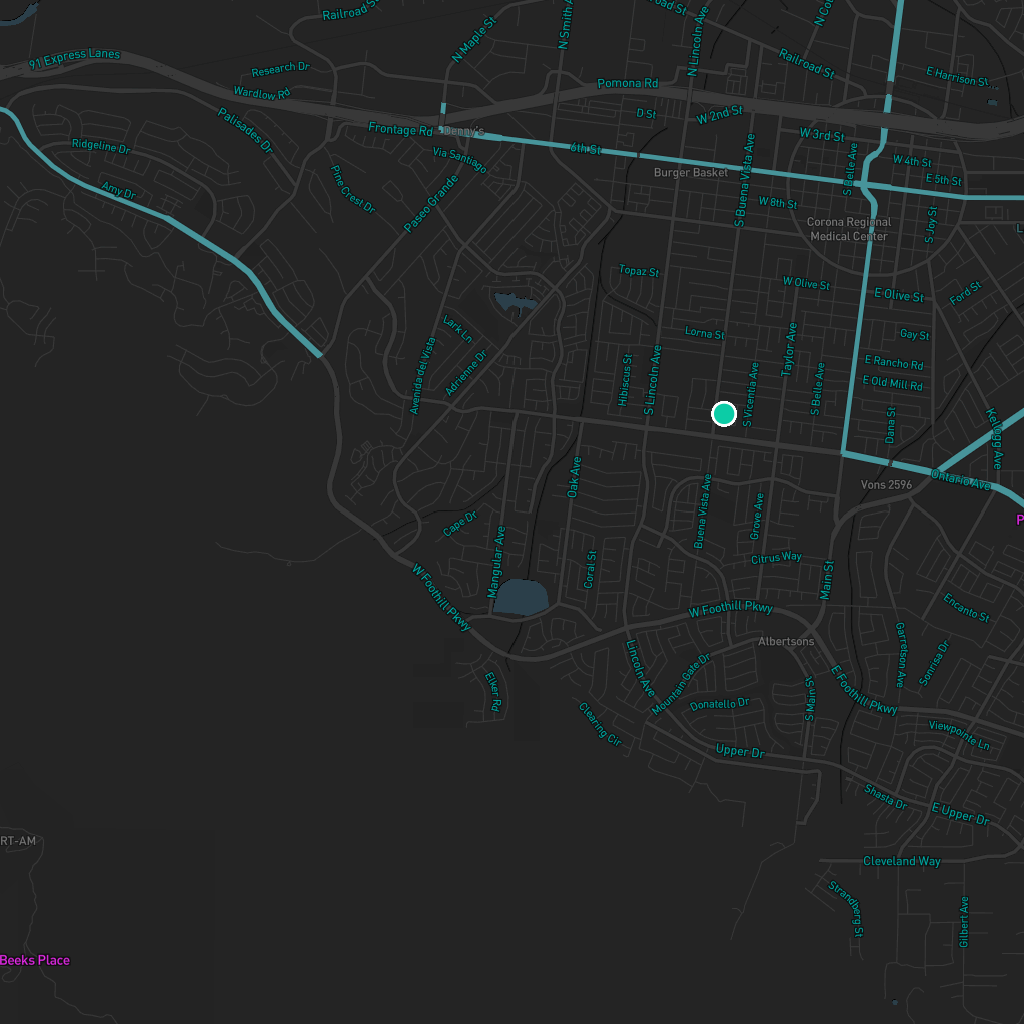 Railroad St
N Maple St
N Smith A
road St
N Lincoln Ave
N Co
Railroad St
91 Express Lanes
Research Dr
Wardlow Rd
Pomona Rd
E Harrison St
Palisades Dr
Frontage Rd
Denny's
D St
W 2nd St
W 3rd St
Ridgeline Dr
Via Santiago
6th St
S Belle Ave
W 4th St
E 5th St
Amy Dr
Pine Crest Dr
Paseo Grande
Burger Basket
S Buena Vista Ave
W 8th St
Corona Regional
Medical Center
S Joy St
L
Topaz St
W Olive St
E Olive St
Ford St
Lark Ln
Lorna St
Gay St
Avenida del Vista
Adrienne Dr
Hibiscus St
S Lincoln Ave
Taylor Ave
S Vicentia Ave
S Belle Ave
E Rancho Rd
E Old Mill Rd
Dana St
Kellogg Ave
Oak Ave
Buena Vista Ave
Vons 2596
Ontario Ave
Grove Ave
P
Cape Dr
Mangular Ave
Coral St
Citrus Way
Main St
W Foothill Pkwy
W Foothill Pkwy
Albertsons
Encanto St
Garretson Ave
Sonrisa Dr
Elker Rd
Lincoln Ave
Mountain Gate Dr
Donatello Dr
S Main St
E Foothill Pkwy
Clearing Cir
Viewpointe Ln
Upper Dr
Shasta Dr
E Upper Dr
RT-AM
Cleveland Way
Strandberg St
Gilbert Ave
Beeks Place